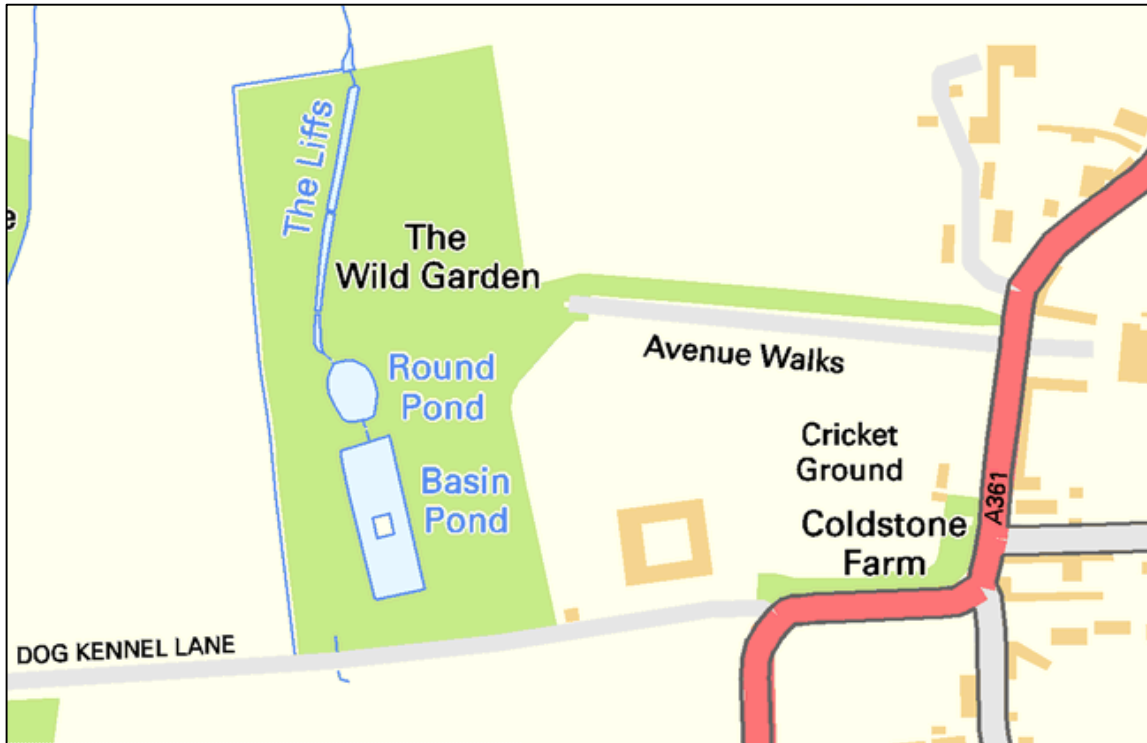 The Liffs
e
The
Wild Garden
Avenue Walks
Round
Pond
Cricket
Ground
Basin
Pond
A361
Coldstone
Farm
DOG KENNEL LANE